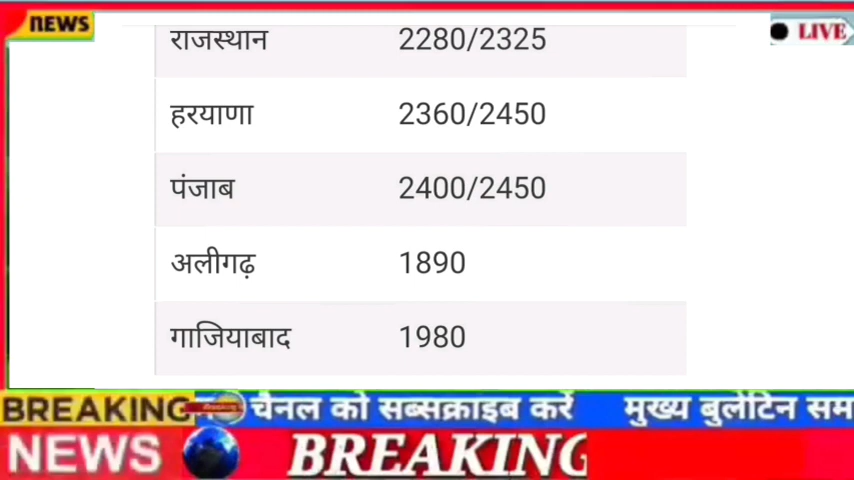 NEWS
LIVE
राजस्थान 2280/2325
हरयाणा 2360/2450
पंजाब 2400/2450
अलीगढ़ 1890
गाजियाबाद 1980
BREAKING चैनल को सब्सक्राइब करें मुख्य बुलेटिन सम
NEWS BREAKING